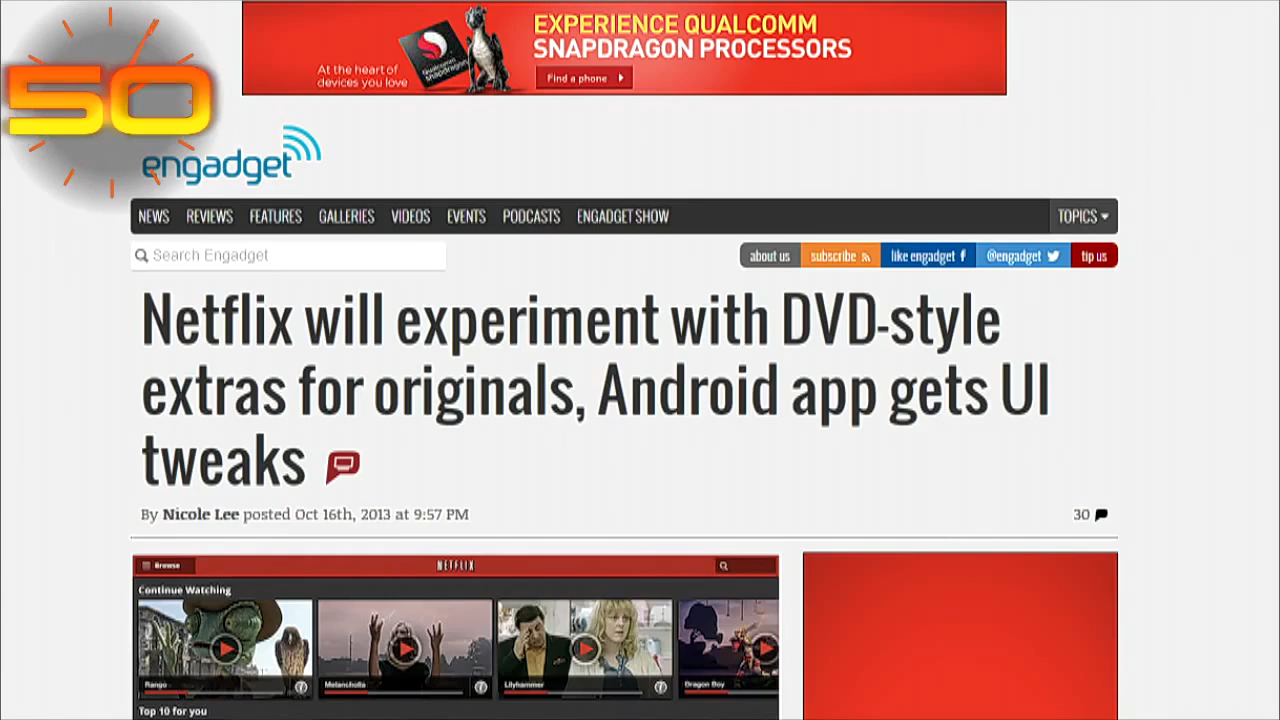 50
EXPERIENCE QUALCOMM
SNAPDRAGON PROCESSORS
At the heart of
devices you love
Qualcomm
snapdragon
Find a phone
engadget
NEWS REVIEWS FEATURES GALLERIES VIDEOS EVENTS PODCASTS ENGADGET SHOW TOPICS
Search Engadget
about us subscribe like engadget f @engadget tip us
Netflix will experiment with DVD-style
extras for originals, Android app gets UI
tweaks
By Nicole Lee posted Oct 16th, 2013 at 9:57 PM
30
Browse NETFLIX
Continue Watching
Rango Melancholia Lilyhammer Dragon Boy
Top 10 for you